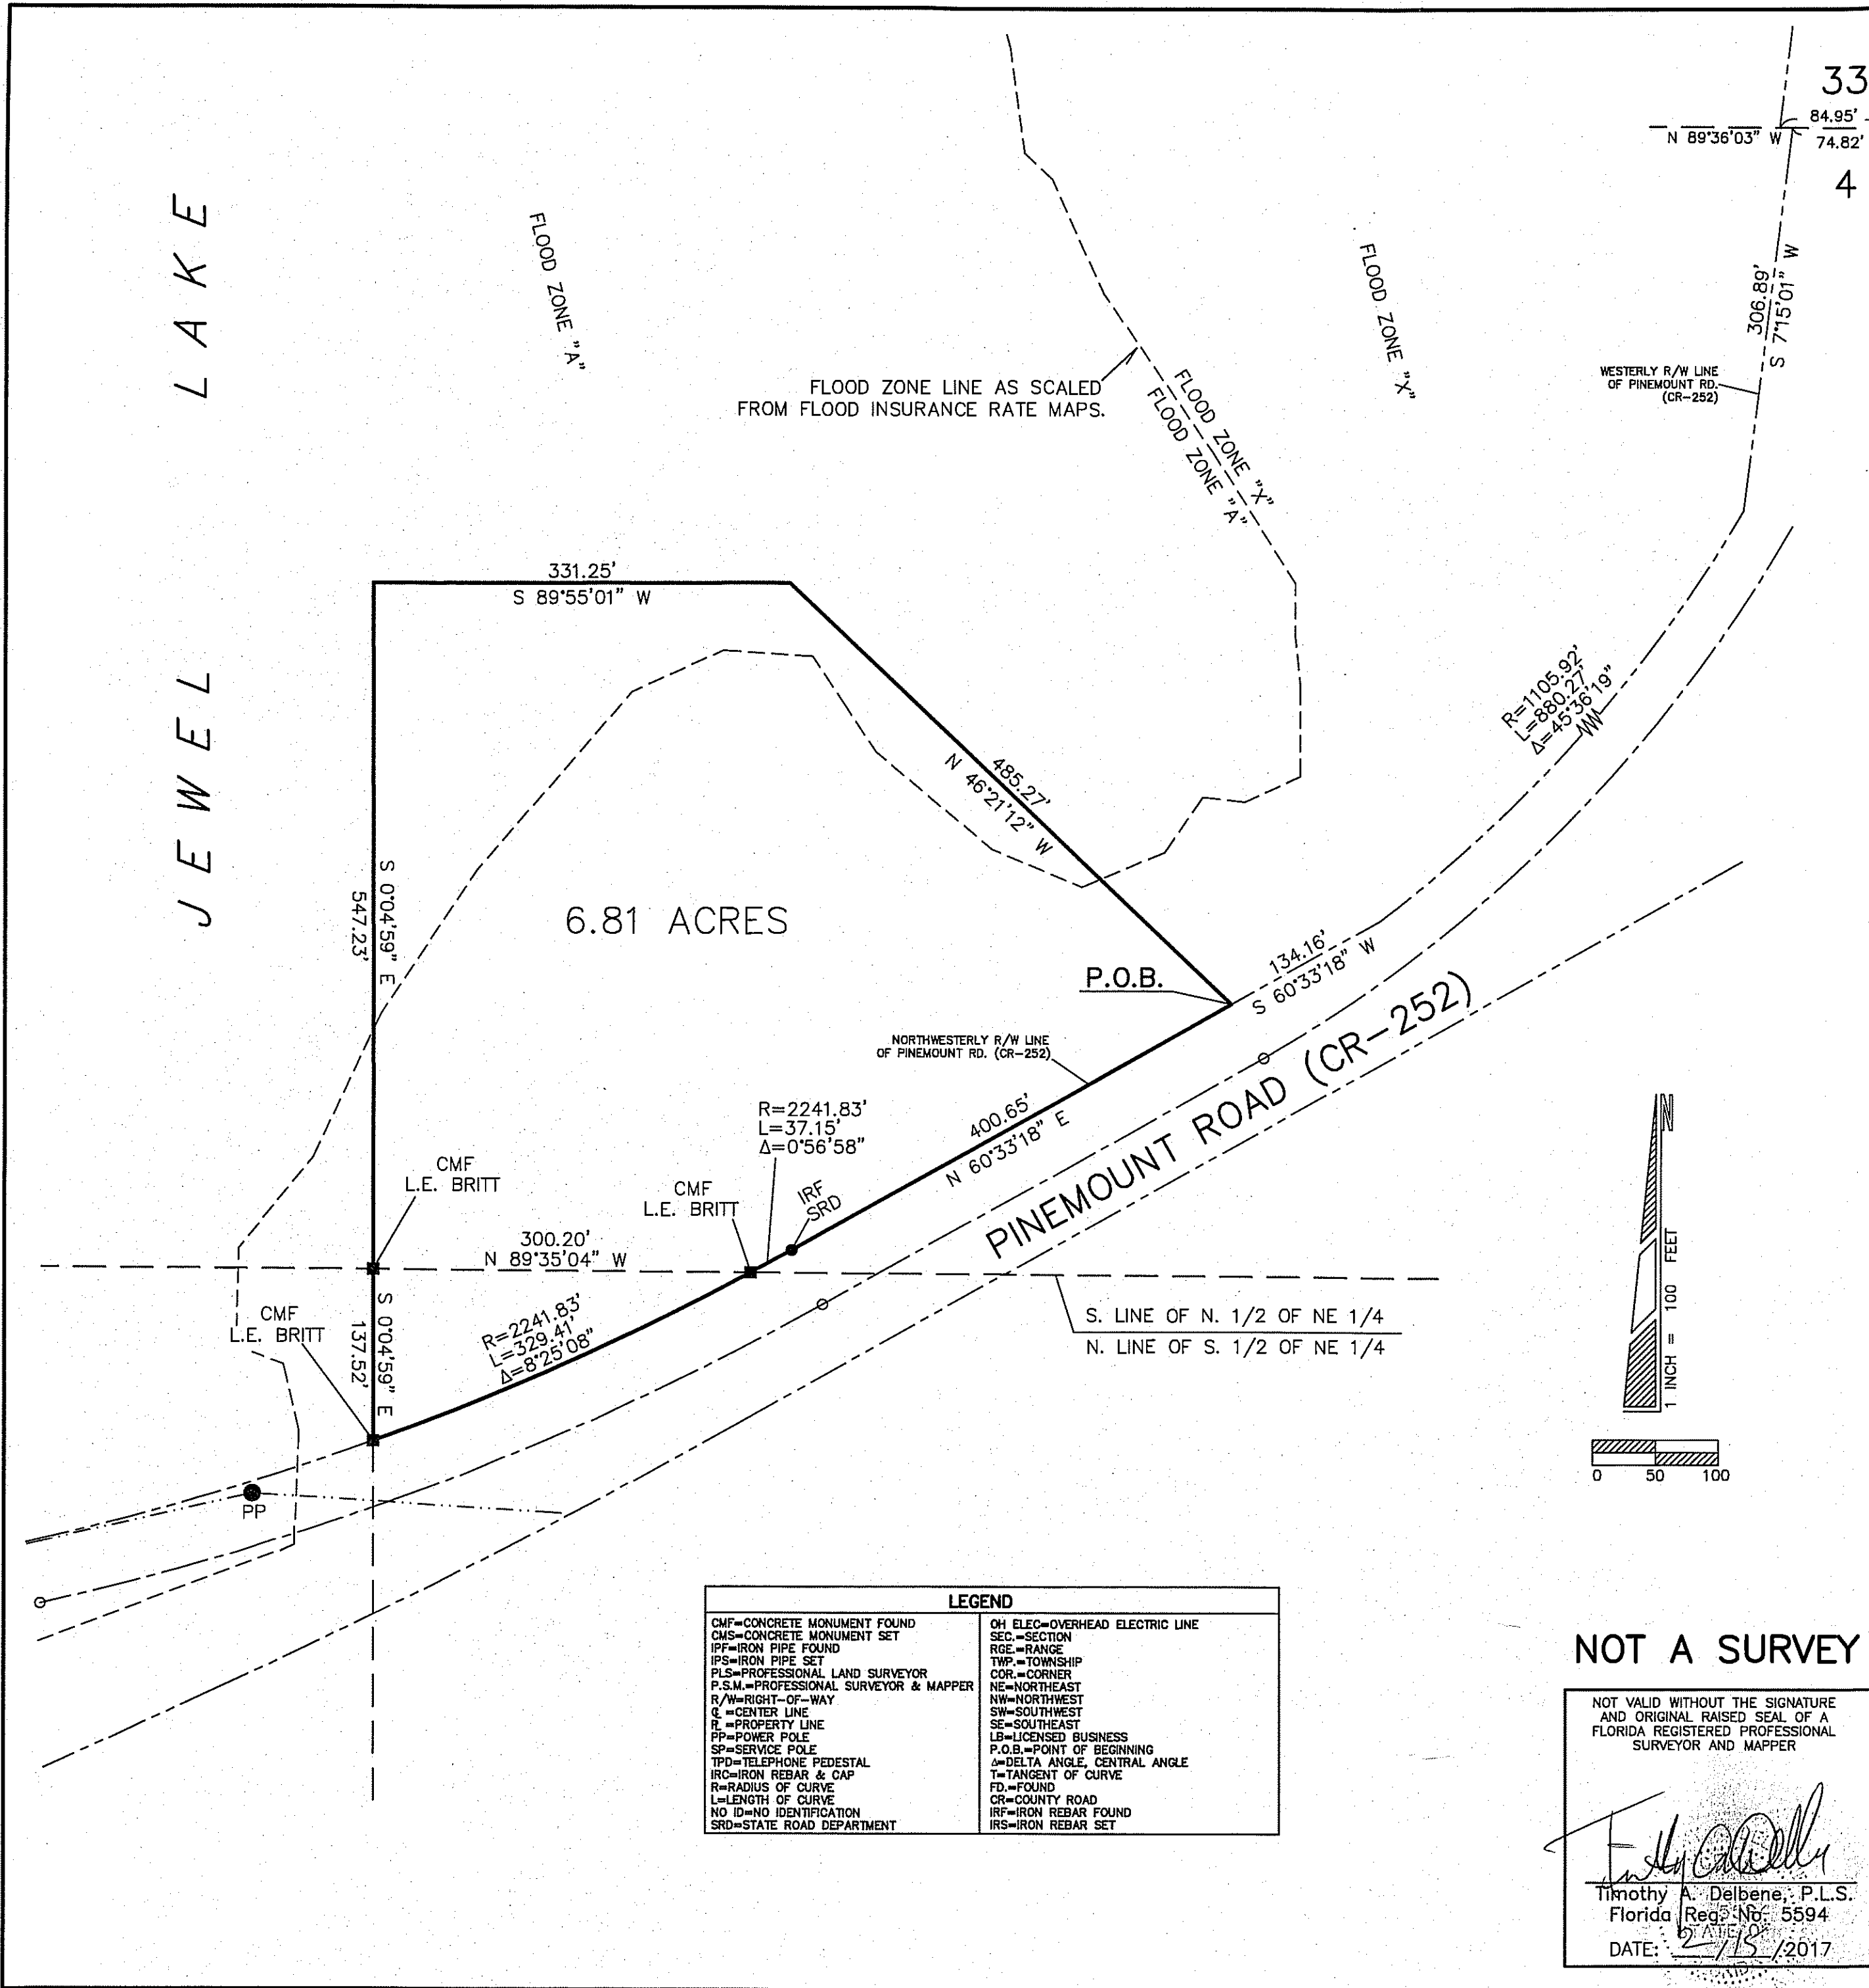 33
84.95'
N 89°36'03" W
74.82'
4
JEWEL LAKE
FLOOD ZONE "A"
FLOOD ZONE "X"
306.89'
S 7°15'01" W
WESTERLY R/W LINE
OF PINEMOUNT RD.
(CR-252)
FLOOD ZONE LINE AS SCALED
FROM FLOOD INSURANCE RATE MAPS.
FLOOD ZONE "X"
FLOOD ZONE "A"
331.25'
S 89°55'01" W
R=1105.92'
L=880.27'
Δ=45°36'19"
485.27'
N 46°21'12" W
S 0°04'59" E
547.23'
6.81 ACRES
P.O.B.
134.16'
S 60°33'18" W
NORTHWESTERLY R/W LINE
OF PINEMOUNT RD. (CR-252)
PINEMOUNT ROAD (CR-252)
R=2241.83'
L=37.15'
Δ=0°56'58"
400.65'
N 60°33'18" E
CMF
L.E. BRITT
CMF
L.E. BRITT
IRF
SRD
300.20'
N 89°35'04" W
N
1 INCH = 100 FEET
CMF
L.E. BRITT
S 0°04'59" E
137.52'
R=2241.83'
L=329.41'
Δ=8°25'08"
S. LINE OF N. 1/2 OF NE 1/4
N. LINE OF S. 1/2 OF NE 1/4
0 50 100
PP
LEGEND
CMF=CONCRETE MONUMENT FOUND
CMS=CONCRETE MONUMENT SET
IPF=IRON PIPE FOUND
IPS=IRON PIPE SET
PLS=PROFESSIONAL LAND SURVEYOR
P.S.M.=PROFESSIONAL SURVEYOR & MAPPER
R/W=RIGHT-OF-WAY
℄ =CENTER LINE
PL =PROPERTY LINE
PP=POWER POLE
SP=SERVICE POLE
TPD=TELEPHONE PEDESTAL
IRC=IRON REBAR & CAP
R=RADIUS OF CURVE
L=LENGTH OF CURVE
NO ID=NO IDENTIFICATION
SRD=STATE ROAD DEPARTMENT
OH ELEC=OVERHEAD ELECTRIC LINE
SEC.=SECTION
RGE.=RANGE
TWP.=TOWNSHIP
COR.=CORNER
NE=NORTHEAST
NW=NORTHWEST
SW=SOUTHWEST
SE=SOUTHEAST
LB=LICENSED BUSINESS
P.O.B.=POINT OF BEGINNING
Δ=DELTA ANGLE, CENTRAL ANGLE
T=TANGENT OF CURVE
FD.=FOUND
CR=COUNTY ROAD
IRF=IRON REBAR FOUND
IRS=IRON REBAR SET
NOT A SURVEY
NOT VALID WITHOUT THE SIGNATURE
AND ORIGINAL RAISED SEAL OF A
FLORIDA REGISTERED PROFESSIONAL
SURVEYOR AND MAPPER
Timothy A. Delbene, P.L.S.
Florida Reg. No. 5594
DATE: 2/15/2017